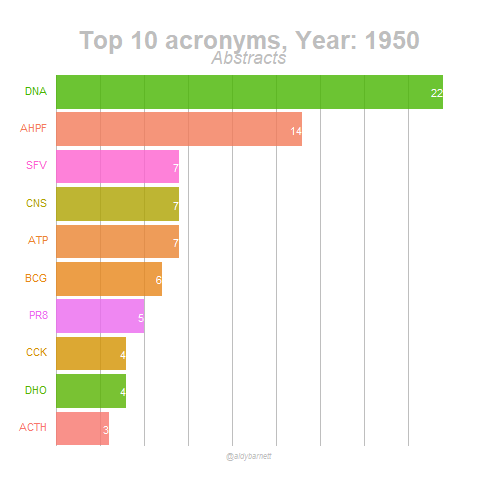 Top 10 acronyms, Year: 1950
Abstracts
DNA 22
AHPF 14
SFV 7
CNS 7
ATP 7
BCG 6
PR8 5
CCK 4
DHO 4
ACTH 3
@aidybarnett